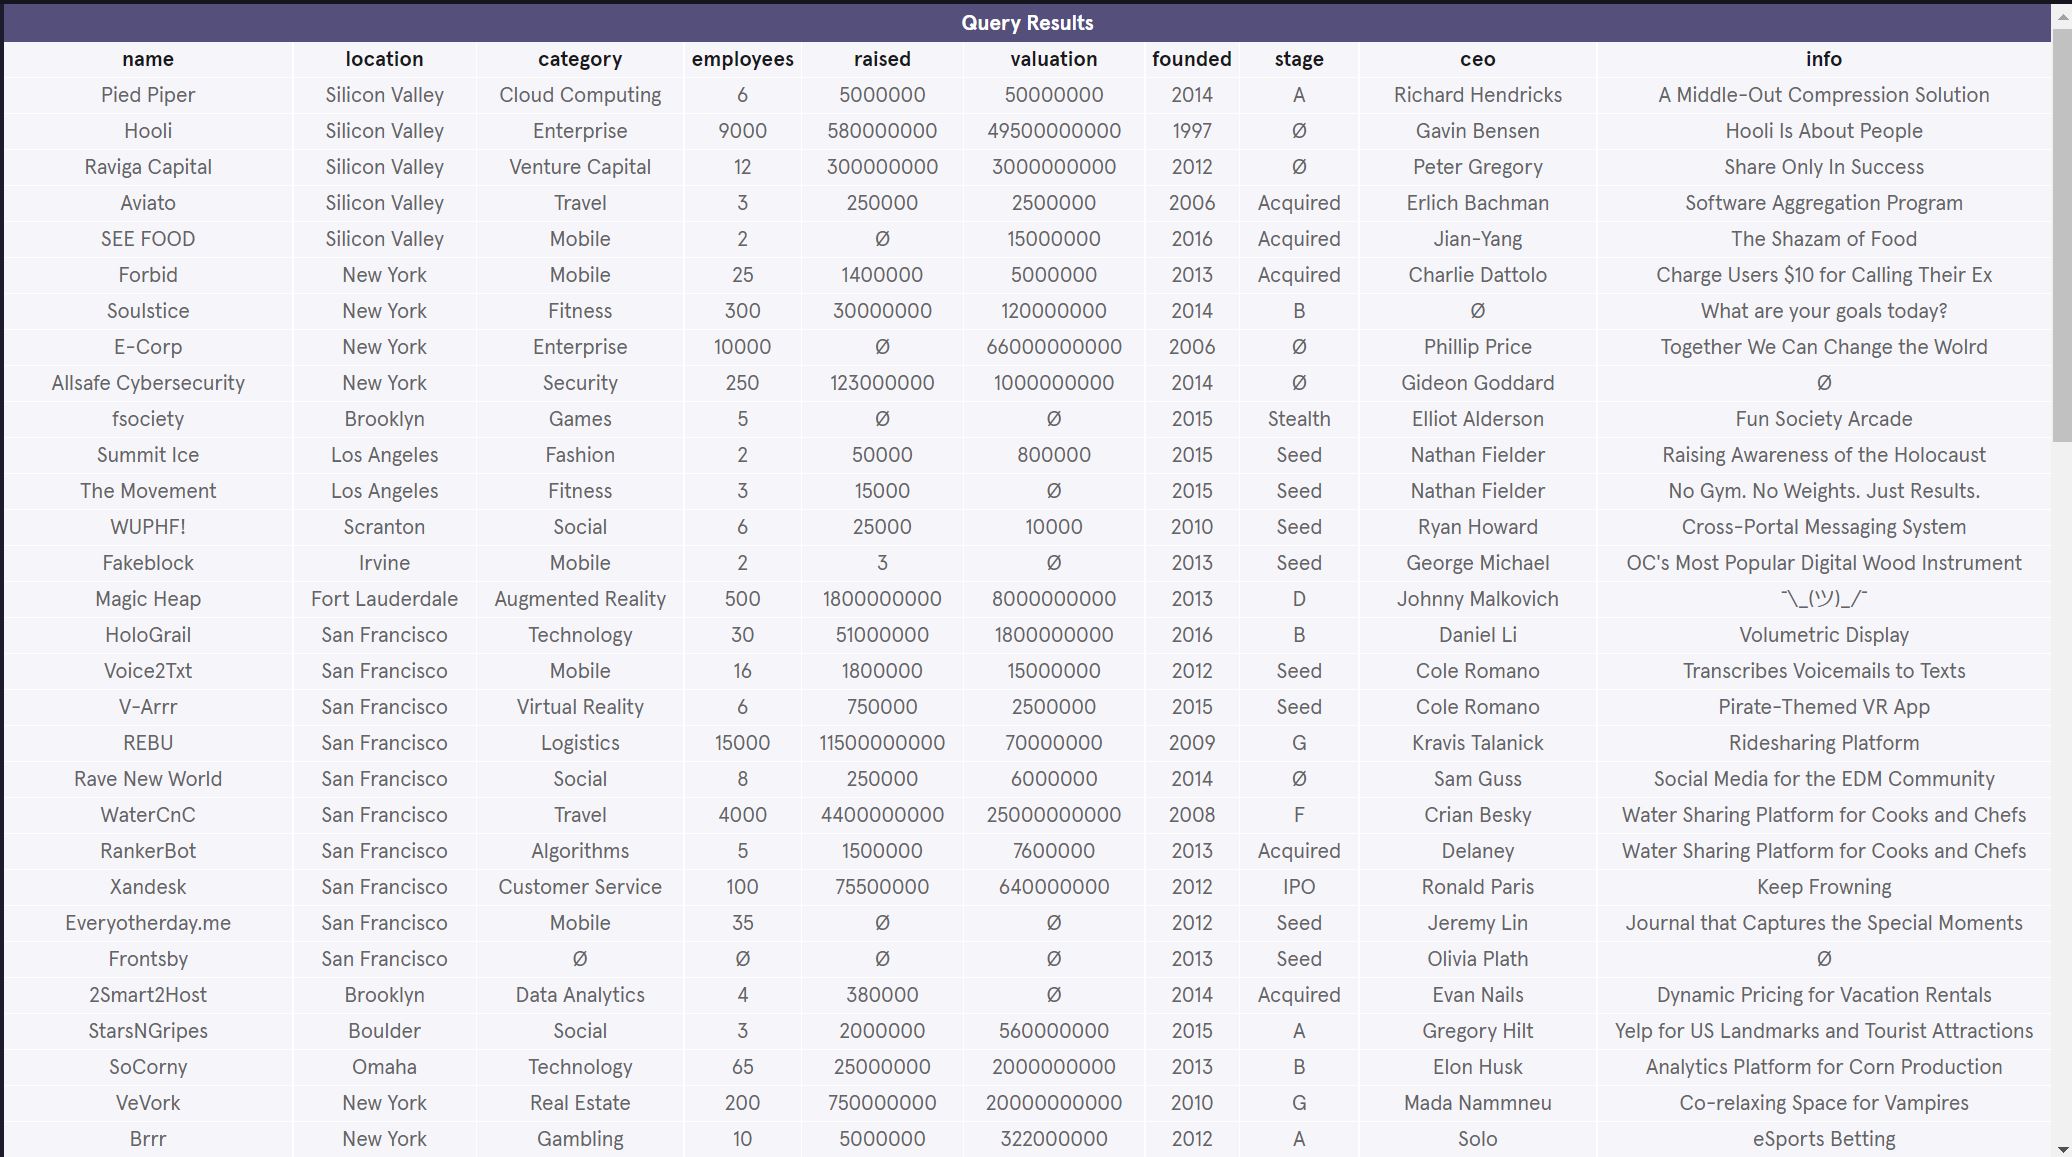 Query Results
name location category employees raised valuation founded stage ceo info
Pied Piper Silicon Valley Cloud Computing 6 5000000 50000000 2014 A Richard Hendricks A Middle-Out Compression Solution
Hooli Silicon Valley Enterprise 9000 580000000 49500000000 1997 Ø Gavin Bensen Hooli Is About People
Raviga Capital Silicon Valley Venture Capital 12 300000000 3000000000 2012 Ø Peter Gregory Share Only In Success
Aviato Silicon Valley Travel 3 250000 2500000 2006 Acquired Erlich Bachman Software Aggregation Program
SEE FOOD Silicon Valley Mobile 2 Ø 15000000 2016 Acquired Jian-Yang The Shazam of Food
Forbid New York Mobile 25 1400000 5000000 2013 Acquired Charlie Dattolo Charge Users $10 for Calling Their Ex
Soulstice New York Fitness 300 30000000 120000000 2014 B Ø What are your goals today?
E-Corp New York Enterprise 10000 Ø 66000000000 2006 Ø Phillip Price Together We Can Change the Wolrd
Allsafe Cybersecurity New York Security 250 123000000 1000000000 2014 Ø Gideon Goddard Ø
fsociety Brooklyn Games 5 Ø Ø 2015 Stealth Elliot Alderson Fun Society Arcade
Summit Ice Los Angeles Fashion 2 50000 800000 2015 Seed Nathan Fielder Raising Awareness of the Holocaust
The Movement Los Angeles Fitness 3 15000 Ø 2015 Seed Nathan Fielder No Gym. No Weights. Just Results.
WUPHF! Scranton Social 6 25000 10000 2010 Seed Ryan Howard Cross-Portal Messaging System
Fakeblock Irvine Mobile 2 3 Ø 2013 Seed George Michael OC's Most Popular Digital Wood Instrument
Magic Heap Fort Lauderdale Augmented Reality 500 1800000000 8000000000 2013 D Johnny Malkovich ¯\_(ツ)_/¯
HoloGrail San Francisco Technology 30 51000000 1800000000 2016 B Daniel Li Volumetric Display
Voice2Txt San Francisco Mobile 16 1800000 15000000 2012 Seed Cole Romano Transcribes Voicemails to Texts
V-Arrr San Francisco Virtual Reality 6 750000 2500000 2015 Seed Cole Romano Pirate-Themed VR App
REBU San Francisco Logistics 15000 11500000000 70000000 2009 G Kravis Talanick Ridesharing Platform
Rave New World San Francisco Social 8 250000 6000000 2014 Ø Sam Guss Social Media for the EDM Community
WaterCnC San Francisco Travel 4000 4400000000 25000000000 2008 F Crian Besky Water Sharing Platform for Cooks and Chefs
RankerBot San Francisco Algorithms 5 1500000 7600000 2013 Acquired Delaney Water Sharing Platform for Cooks and Chefs
Xandesk San Francisco Customer Service 100 75500000 640000000 2012 IPO Ronald Paris Keep Frowning
Everyotherday.me San Francisco Mobile 35 Ø Ø 2012 Seed Jeremy Lin Journal that Captures the Special Moments
Frontsby San Francisco Ø Ø Ø Ø 2013 Seed Olivia Plath Ø
2Smart2Host Brooklyn Data Analytics 4 380000 Ø 2014 Acquired Evan Nails Dynamic Pricing for Vacation Rentals
StarsNGripes Boulder Social 3 2000000 560000000 2015 A Gregory Hilt Yelp for US Landmarks and Tourist Attractions
SoCorny Omaha Technology 65 25000000 2000000000 2013 B Elon Husk Analytics Platform for Corn Production
VeVork New York Real Estate 200 750000000 20000000000 2010 G Mada Nammneu Co-relaxing Space for Vampires
Brrr New York Gambling 10 5000000 322000000 2012 A Solo eSports Betting